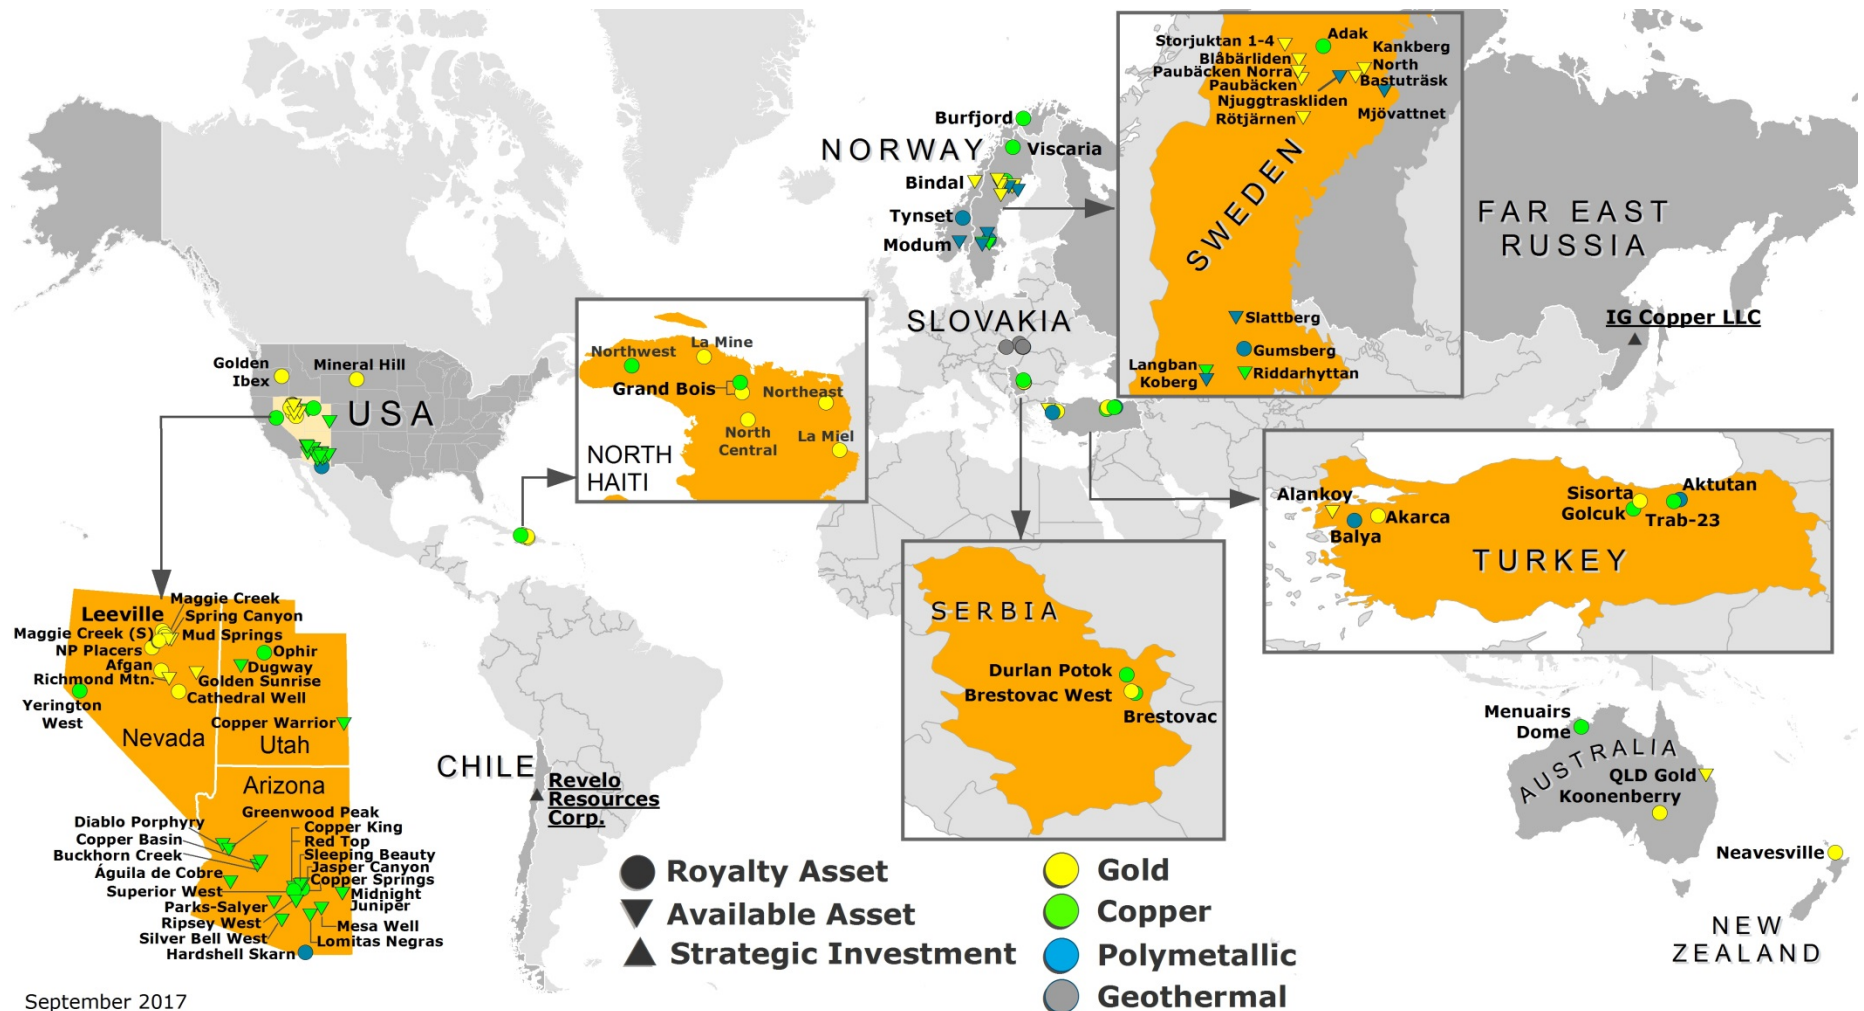 Burfjord
NORWAY
Viscaria
Bindal
Tynset
Modum
Storjuktan 1-4
Adak
Kankberg
Blåbärliden
North
Paubäcken Norra
Bastuträsk
Paubäcken
Njuggtraskliden
Mjövattnet
Rötjärnen
SWEDEN
Slattberg
Gumsberg
Langban
Koberg
Riddarhyttan
FAR EAST
RUSSIA
IG Copper LLC
SLOVAKIA
Golden
Ibex
Mineral Hill
USA
Northwest
La Mine
Grand Bois
Northeast
North
Central
La Miel
NORTH
HAITI
Alankoy
Balya
Akarca
Sisorta
Golcuk
Aktutan
Trab-23
TURKEY
SERBIA
Durlan Potok
Brestovac West
Brestovac
Maggie Creek
Leeville
Spring Canyon
Maggie Creek (S)
Mud Springs
NP Placers
Ophir
Afgan
Dugway
Richmond Mtn.
Golden Sunrise
Cathedral Well
Yerington
West
Copper Warrior
Nevada
Utah
Arizona
Greenwood Peak
Diablo Porphyry
Copper King
Copper Basin
Red Top
Buckhorn Creek
Sleeping Beauty
Águila de Cobre
Jasper Canyon
Copper Springs
Superior West
Midnight
Juniper
Parks-Salyer
Ripsey West
Mesa Well
Silver Bell West
Lomitas Negras
Hardshell Skarn
CHILE
Revelo
Resources
Corp.
Menuairs
Dome
AUSTRALIA
QLD Gold
Koonenberry
Neavesville
NEW
ZEALAND
Royalty Asset
Available Asset
Strategic Investment
Gold
Copper
Polymetallic
Geothermal
September 2017